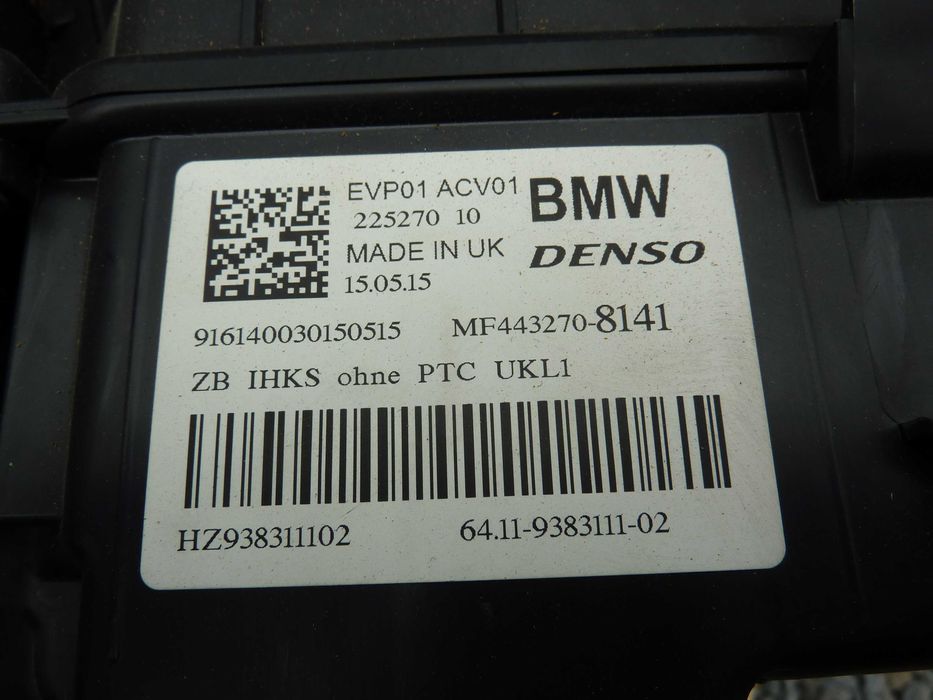 EVP01 ACV01
225270 10
MADE IN UK
15.05.15
BMW
DENSO
916140030150515 MF443270-8141
ZB IHKS ohne PTC UKL1
HZ938311102 64.11-9383111-02